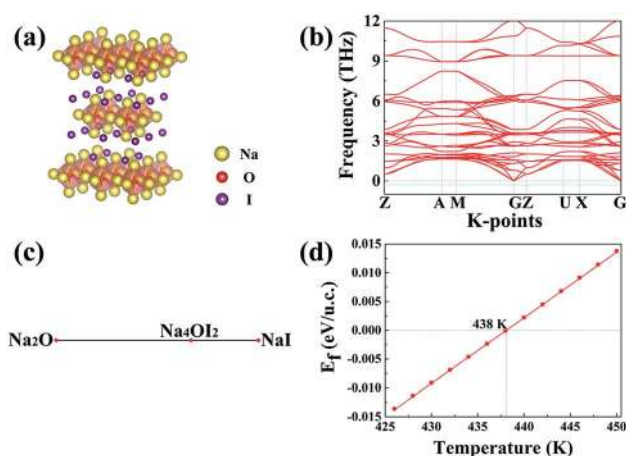 (a)
Na
O
I
(b)
Frequency (THz)
12
9
6
3
0
Z A M GZ U X G
K-points
(c)
Na₂O
Na₄OI₂
NaI
(d)
E_f (eV/u.c.)
0.015
0.010
0.005
0.000
-0.005
-0.010
-0.015
438 K
425 430 435 440 445 450
Temperature (K)